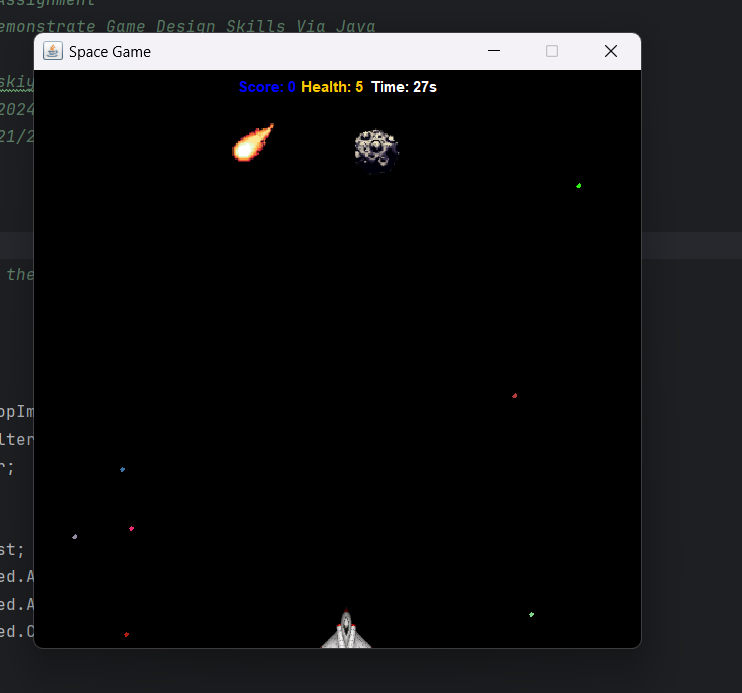 Assignment
emonstrate Game Design Skills Via Java
Space Game
Score: 0 Health: 5 Time: 27s
skiy
2024
21/2
the
ppIm
lter
r;
st;
ed.A
ed.A
ed.C